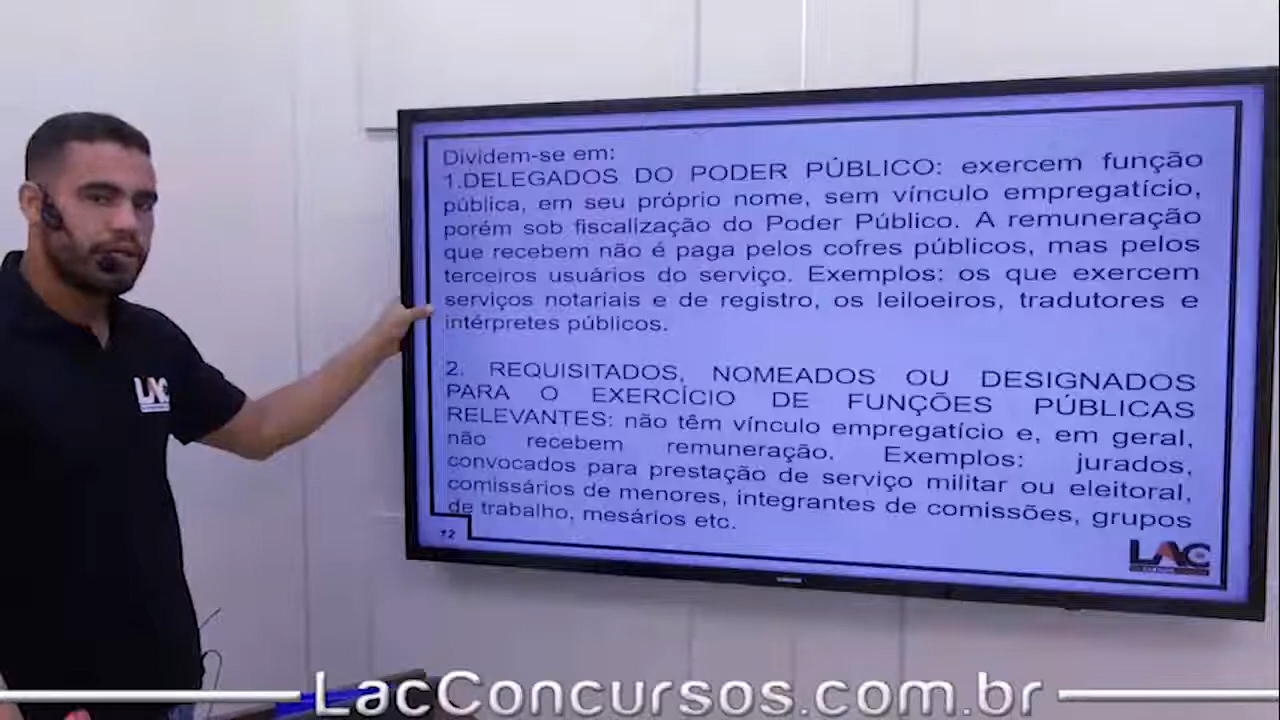 Dividem-se em:
1.DELEGADOS DO PODER PÚBLICO: exercem função
pública, em seu próprio nome, sem vínculo empregatício,
porém sob fiscalização do Poder Público. A remuneração
que recebem não é paga pelos cofres públicos, mas pelos
terceiros usuários do serviço. Exemplos: os que exercem
serviços notariais e de registro, os leiloeiros, tradutores e
intérpretes públicos.
2. REQUISITADOS, NOMEADOS OU DESIGNADOS
PARA O EXERCÍCIO DE FUNÇÕES PÚBLICAS
RELEVANTES: não têm vínculo empregatício e, em geral,
não recebem remuneração. Exemplos: jurados,
convocados para prestação de serviço militar ou eleitoral,
comissários de menores, integrantes de comissões, grupos
de trabalho, mesários etc.
12
LAC
LAC
LacConcursos.com.br